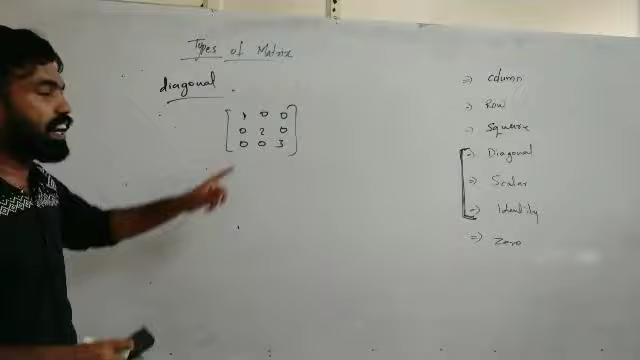 Types of Matrix
diagonal .
1 0 0
0 2 0
0 0 3
=> Column
=> Row
=> Square
=> Diagonal
=> Scalar
=> Identity
=> Zero